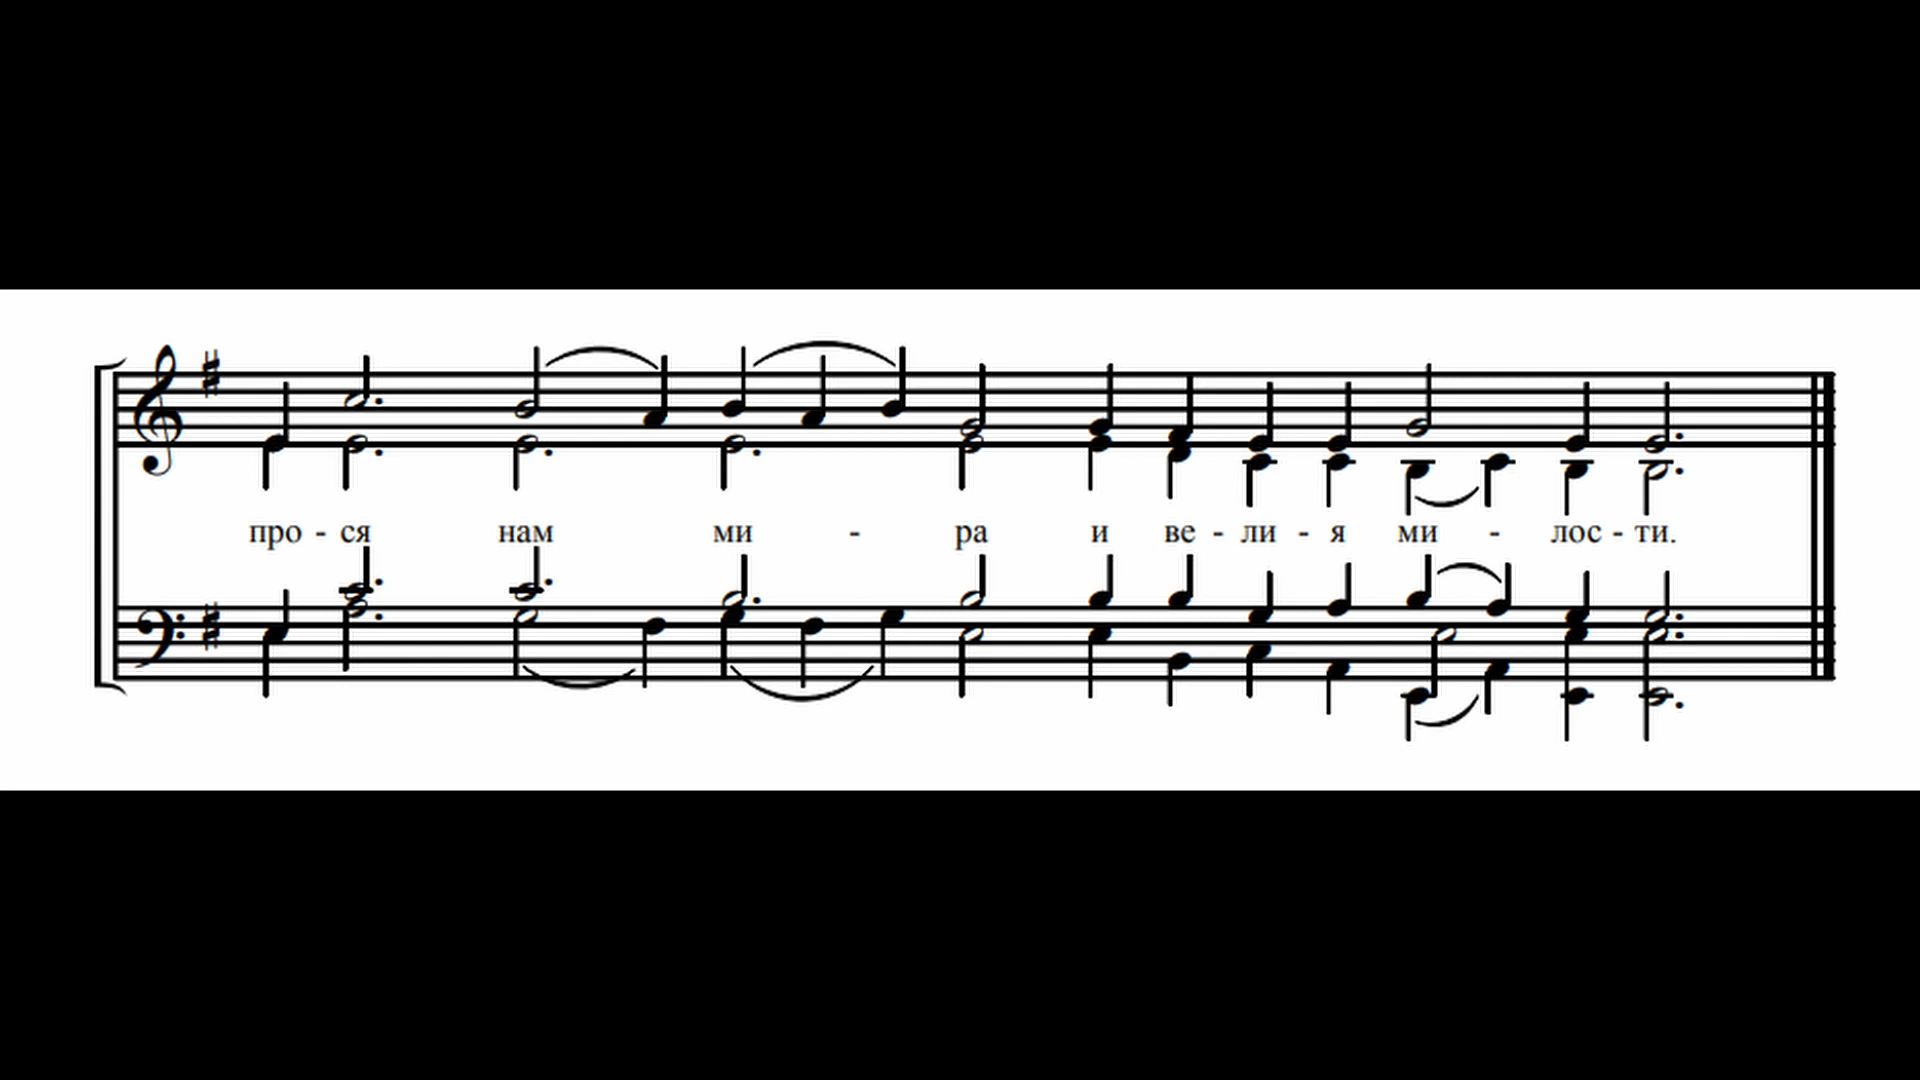 про - ся нам ми - ра и ве - ли - я ми - лос - ти.